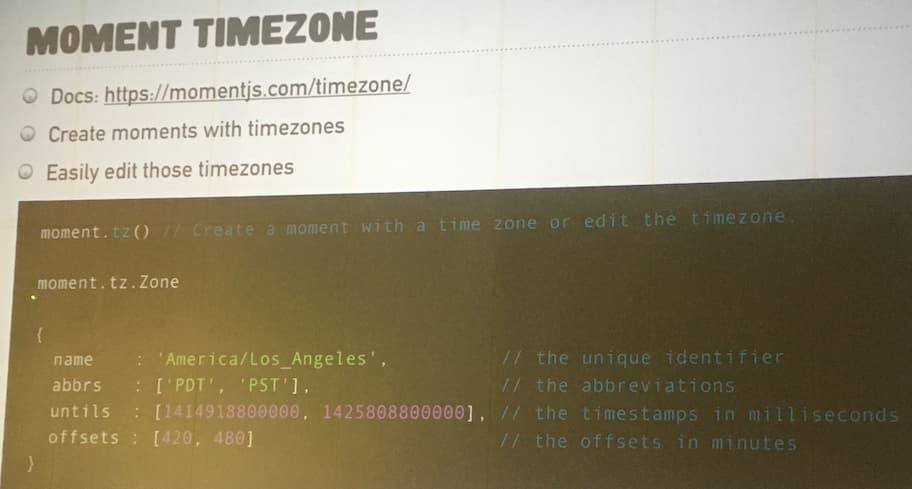 MOMENT TIMEZONE
Docs: https://momentjs.com/timezone/
Create moments with timezones
Easily edit those timezones
moment.tz() // Create a moment with a time zone or edit the timezone.
moment.tz.Zone
{
name : 'America/Los_Angeles', // the unique identifier
abbrs : ['PDT', 'PST'], // the abbreviations
untils : [1414918800000, 1425808800000], // the timestamps in milliseconds
offsets : [420, 480] // the offsets in minutes
}